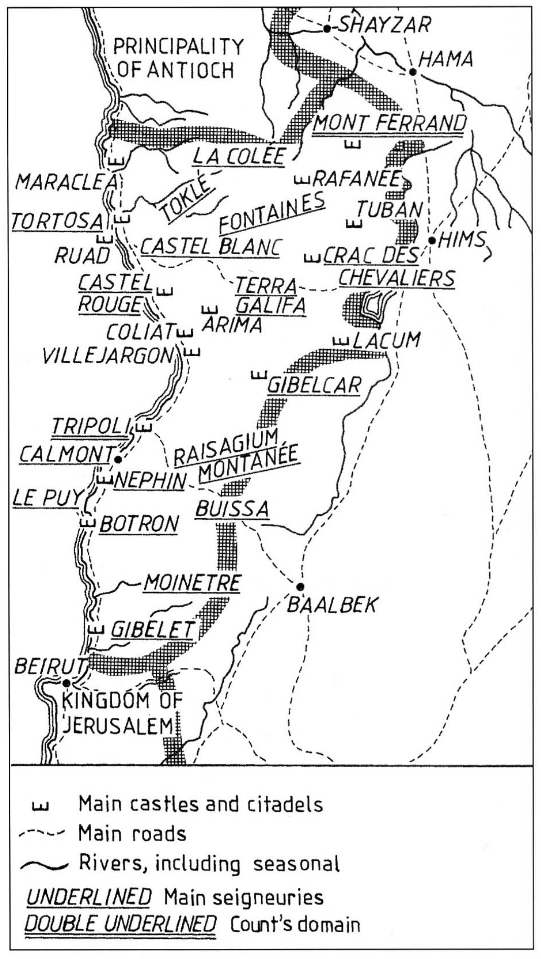 SHAYZAR
PRINCIPALITY
OF ANTIOCH
HAMA
MONT FERRAND
LA COLÉE
MARACLEA
TOKLÉ
RAFANÉE
FONTAINES
TUBAN
TORTOSA
RUAD
CASTEL BLANC
HIMS
CRAC DES
CHEVALIERS
CASTEL
ROUGE
TERRA
GALIFA
ARIMA
COLIAT
VILLEJARGON
LACUM
GIBELCAR
TRIPOLI
CALMONT
RAISAGIUM
MONTANÉE
NEPHIN
LE PUY
BUISSA
BOTRON
MOINETRE
BAALBEK
GIBELET
BEIRUT
KINGDOM OF
JERUSALEM
Main castles and citadels
Main roads
Rivers, including seasonal
UNDERLINED Main seigneuries
DOUBLE UNDERLINED Count's domain